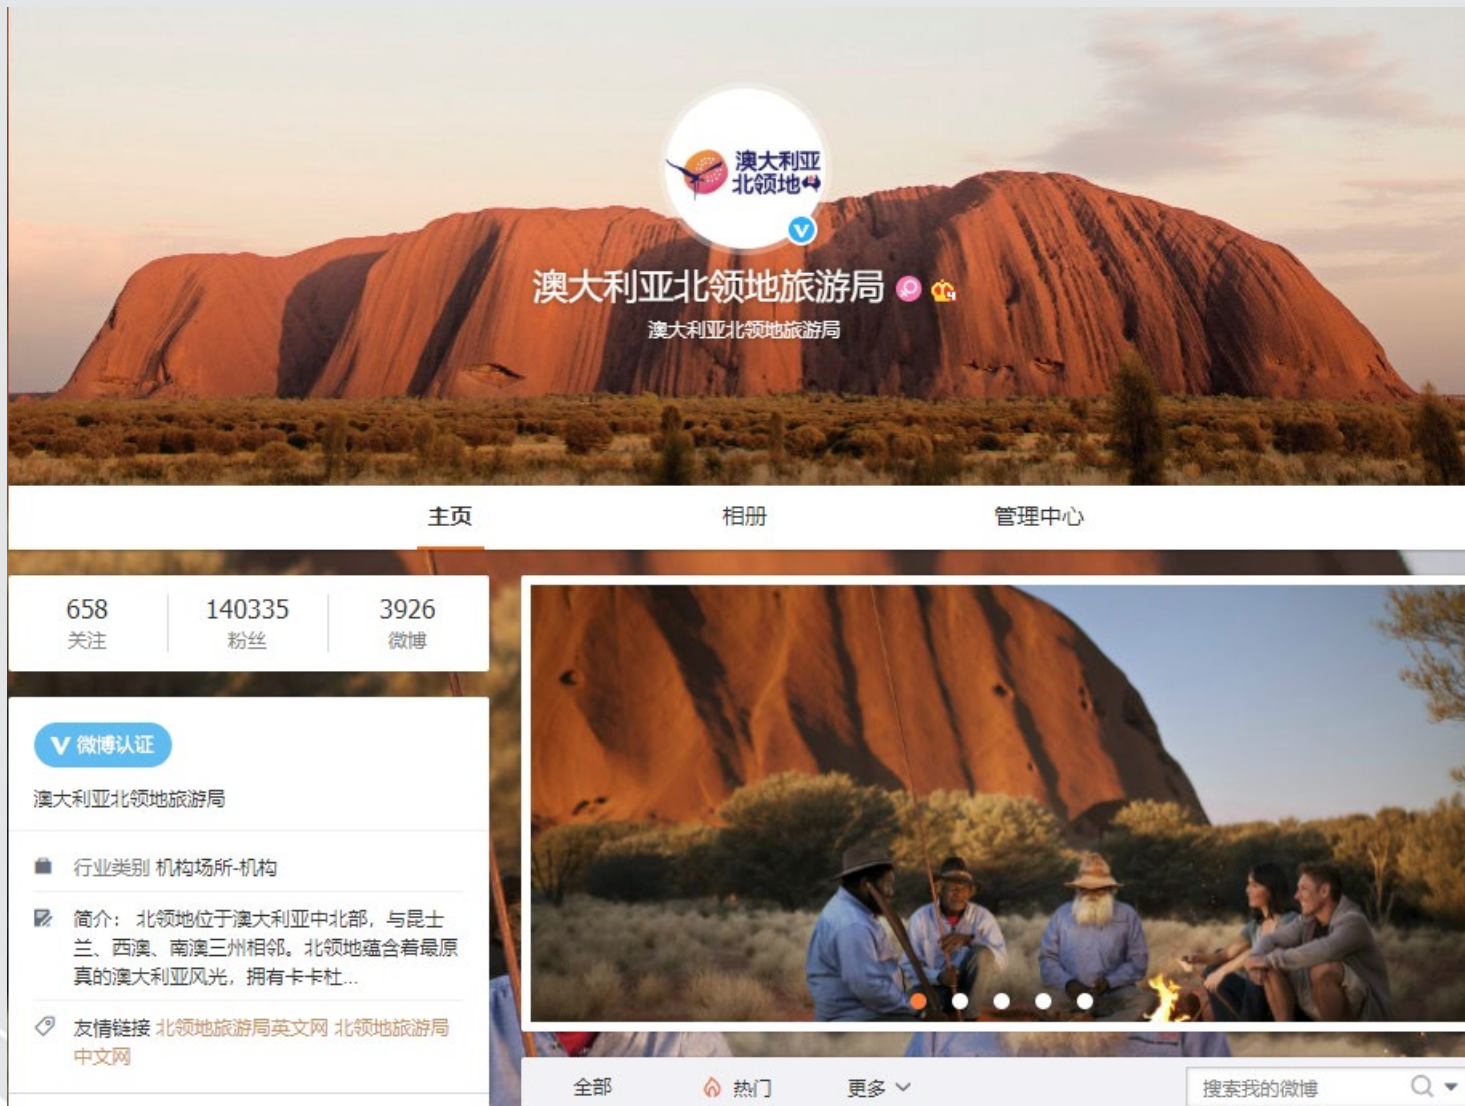 澳大利亚
北领地
澳大利亚北领地旅游局
澳大利亚北领地旅游局
主页
相册
管理中心
658
关注
140335
粉丝
3926
微博
V 微博认证
澳大利亚北领地旅游局
行业类别 机构场所-机构
简介： 北领地位于澳大利亚中北部，与昆士
兰、西澳、南澳三州相邻。北领地蕴含着最原
真的澳大利亚风光，拥有卡卡杜...
友情链接 北领地旅游局英文网 北领地旅游局
中文网
全部
热门
更多
搜索我的微博